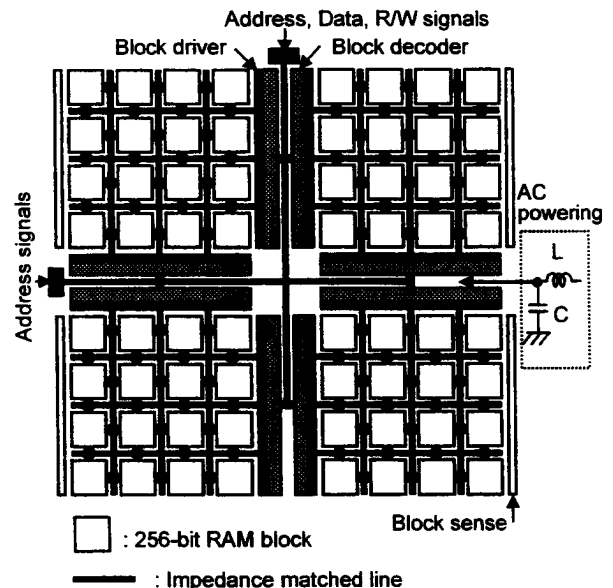 Address, Data, R/W signals
Block driver
Block decoder
AC
powering
L
C
Address signals
Block sense
: 256-bit RAM block
: Impedance matched line